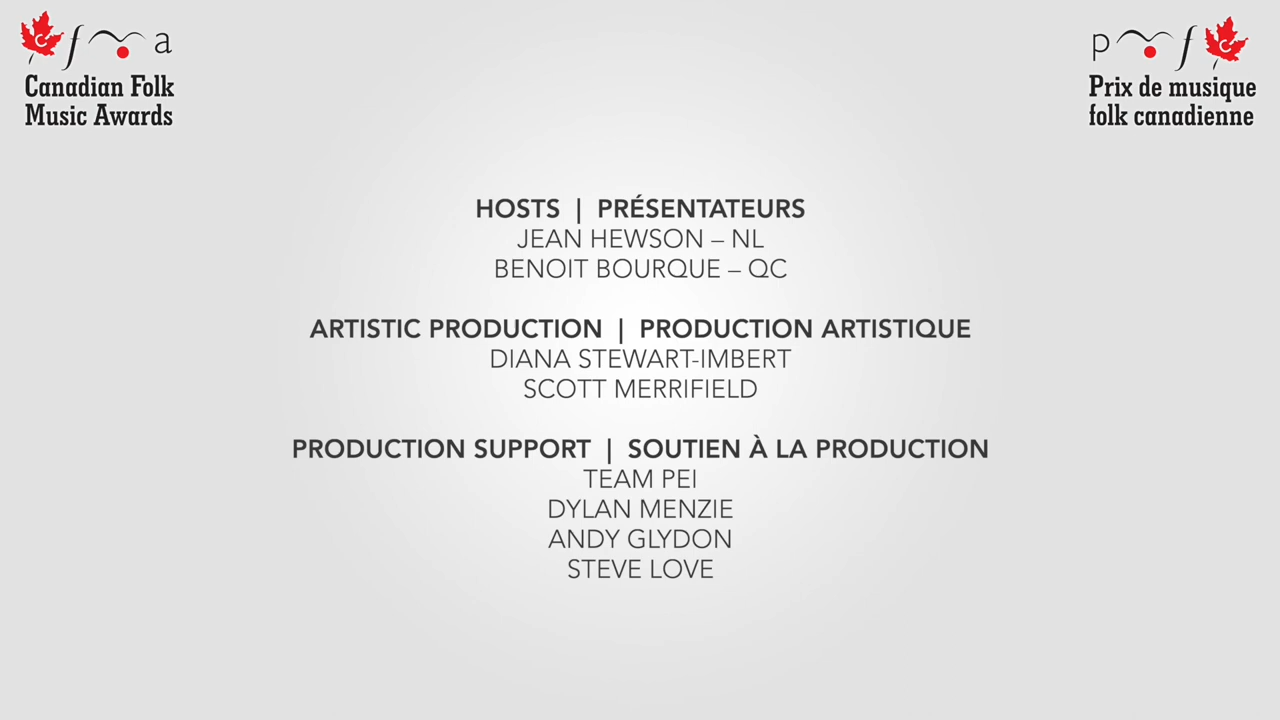 cfma
Canadian Folk
Music Awards
pmfc
Prix de musique
folk canadienne
HOSTS | PRÉSENTATEURS
JEAN HEWSON – NL
BENOIT BOURQUE – QC
ARTISTIC PRODUCTION | PRODUCTION ARTISTIQUE
DIANA STEWART-IMBERT
SCOTT MERRIFIELD
PRODUCTION SUPPORT | SOUTIEN À LA PRODUCTION
TEAM PEI
DYLAN MENZIE
ANDY GLYDON
STEVE LOVE